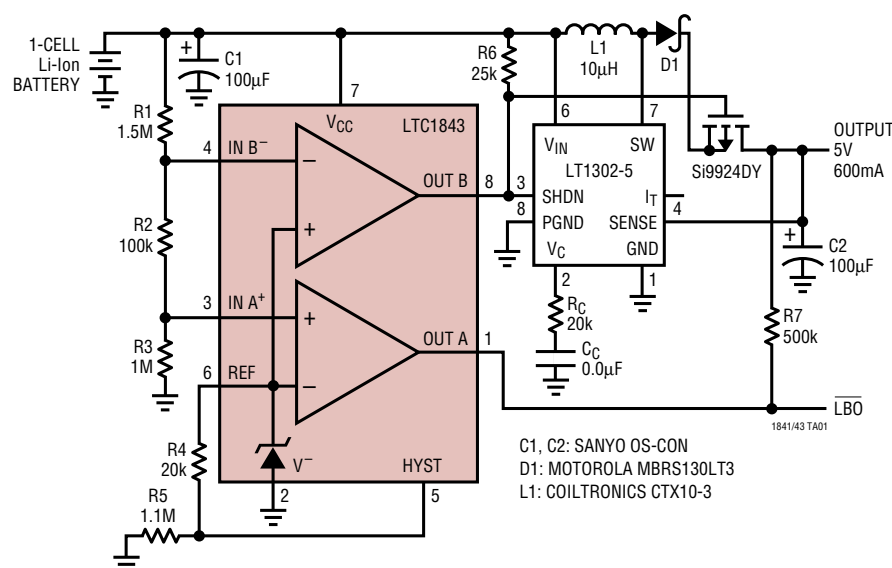 1-CELL
Li-Ion
BATTERY
+
C1
100µF
R1
1.5M
R2
100k
R3
1M
R4
20k
R5
1.1M
7
VCC
LTC1843
4
IN B–
–
+
OUT B
8
3
IN A+
+
–
OUT A
1
6
REF
V–
2
HYST
5
R6
25k
L1
10µH
D1
6
7
VIN
SW
LT1302-5
3
SHDN
IT
8
PGND
SENSE
4
VC
GND
2
1
RC
20k
CC
0.0µF
Si9924DY
OUTPUT
5V
600mA
+
C2
100µF
R7
500k
LBO
1841/43 TA01
C1, C2: SANYO OS-CON
D1: MOTOROLA MBRS130LT3
L1: COILTRONICS CTX10-3